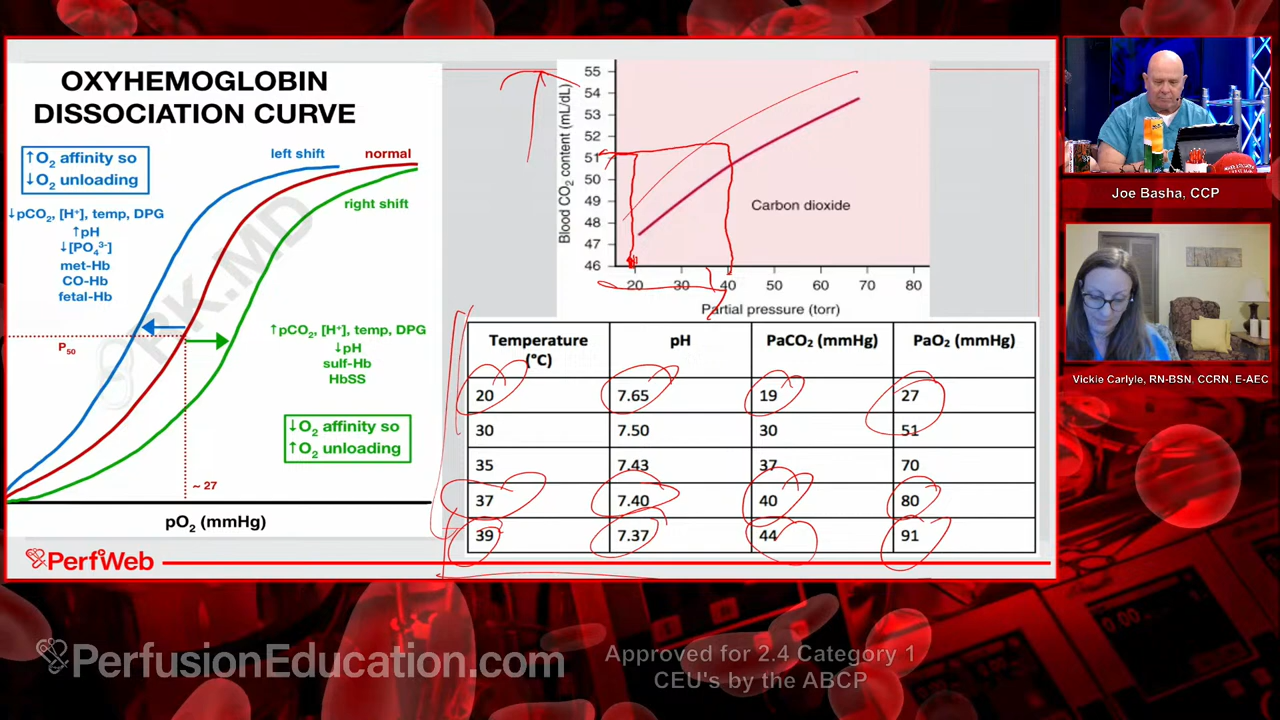 OXYHEMOGLOBIN
DISSOCIATION CURVE
↑O₂ affinity so
↓O₂ unloading
left shift
normal
right shift
↓pCO₂, [H⁺], temp, DPG
↑pH
↓[PO₄³⁻]
met-Hb
CO-Hb
fetal-Hb
PK.MD
P₅₀
↑pCO₂, [H⁺], temp, DPG
↓pH
sulf-Hb
HbSS
↓O₂ affinity so
↑O₂ unloading
~ 27
pO₂ (mmHg)
Blood CO₂ content (mL/dL)
55
54
53
52
51
50
49
48
47
46
Carbon dioxide
20 30 40 50 60 70 80
Partial pressure (torr)
Temperature (°C) pH PaCO2 (mmHg) PaO2 (mmHg)
20 7.65 19 27
30 7.50 30 51
35 7.43 37 70
37 7.40 40 80
39 7.37 44 91
PerfWeb
Joe Basha, CCP
Vickie Carlyle, RN-BSN, CCRN, E-AEC
PerfusionEducation.com
Approved for 2.4 Category 1
CEU's by the ABCP